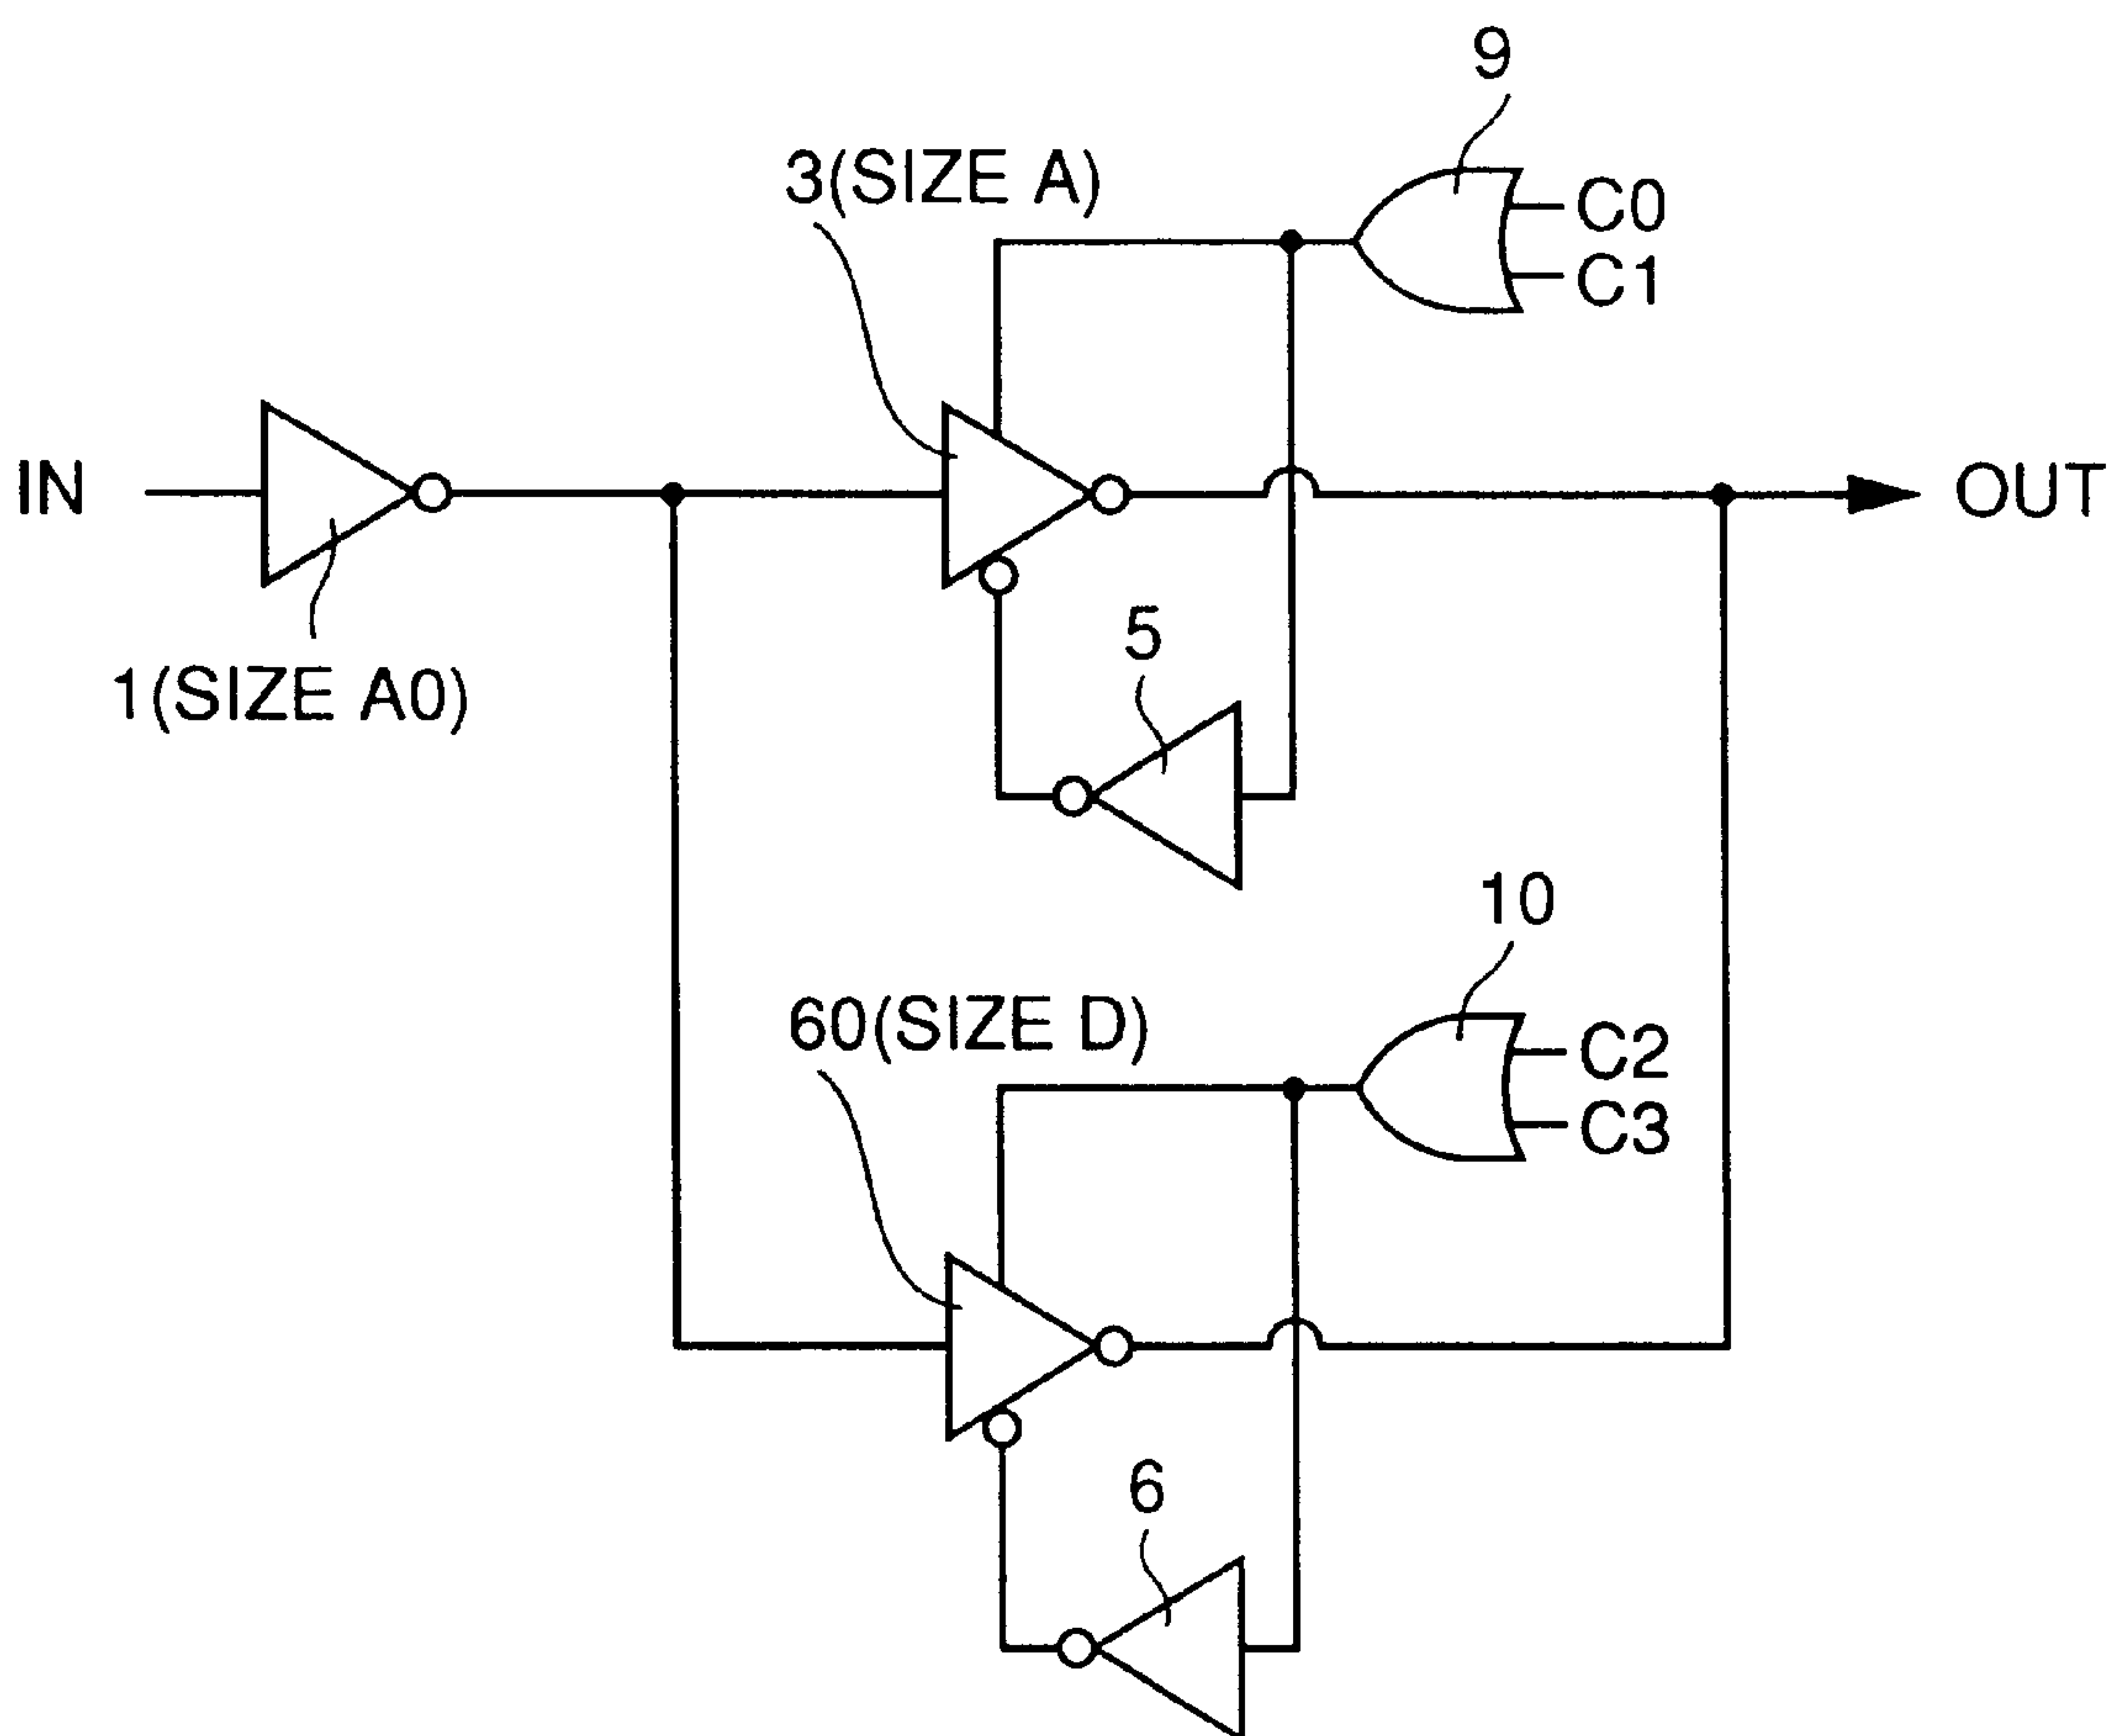 9
3(SIZE A)
C0
C1
IN
OUT
1(SIZE A0)
5
10
60(SIZE D)
C2
C3
6